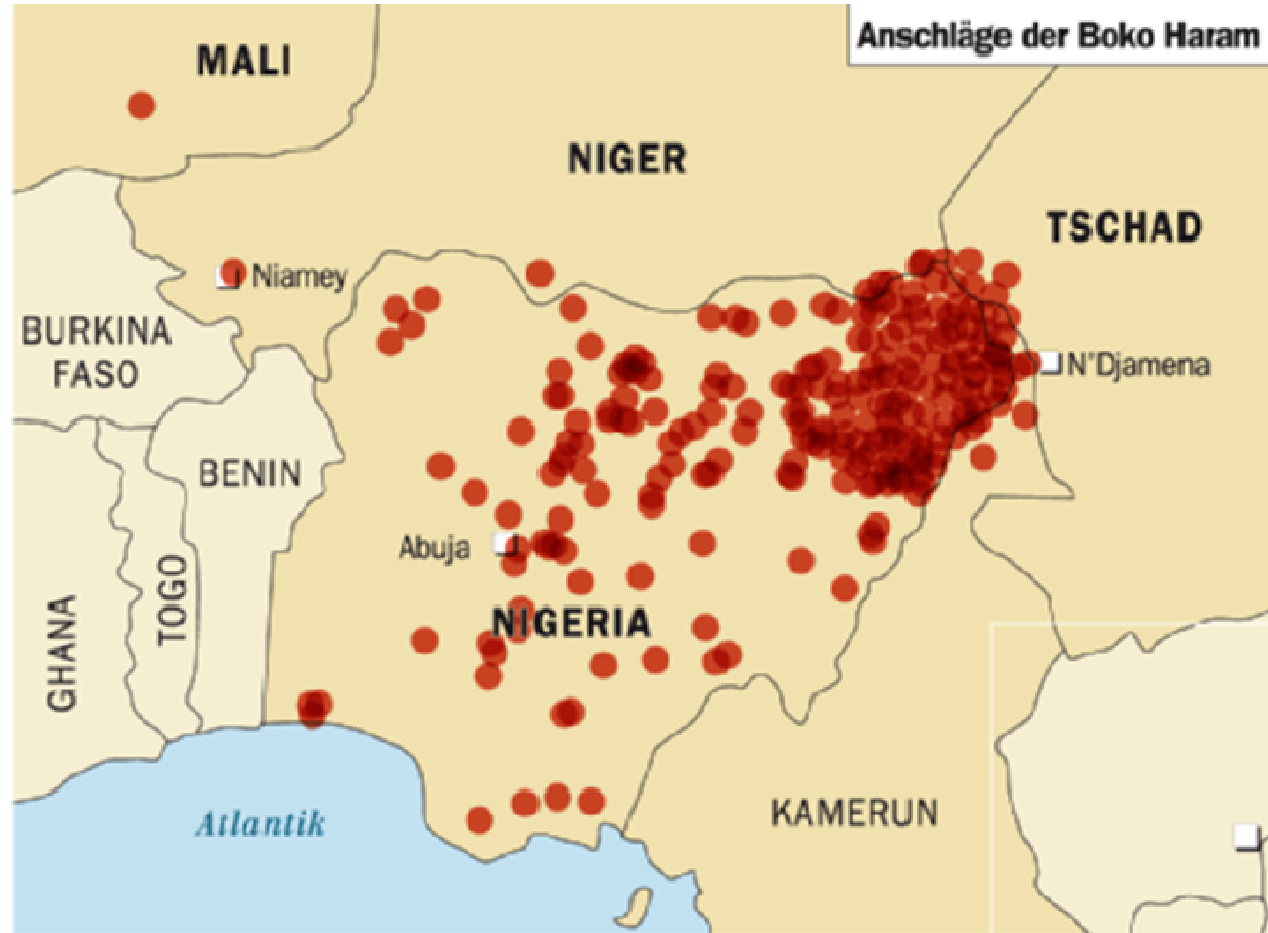 Anschläge der Boko Haram
MALI
NIGER
TSCHAD
Niamey
BURKINA
FASO
N'Djamena
BENIN
Abuja
TOGO
GHANA
NIGERIA
KAMERUN
Atlantik